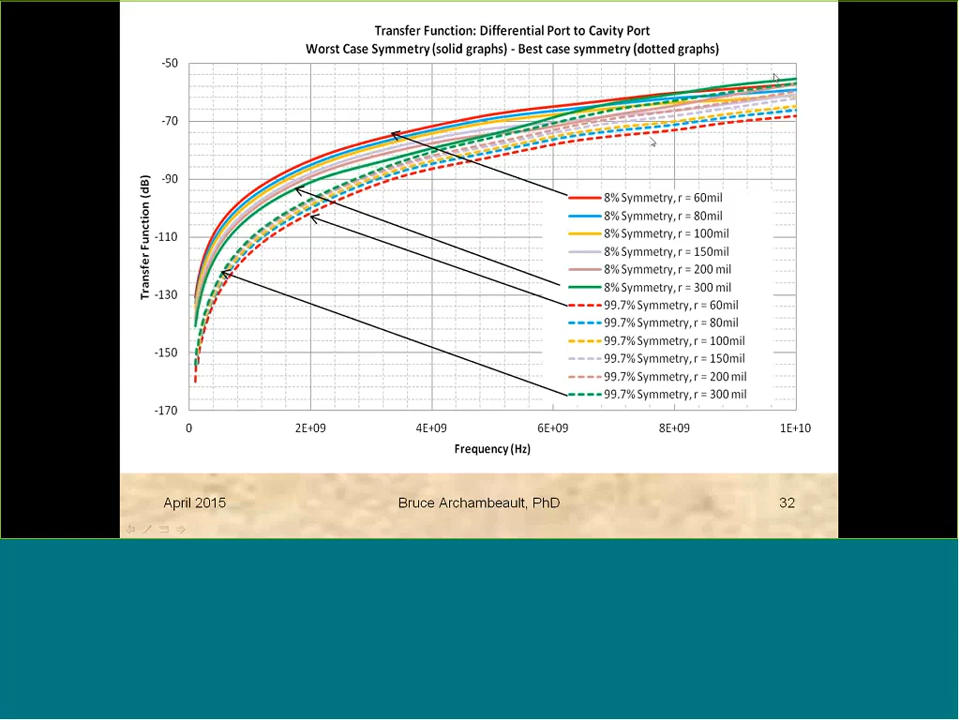 Transfer Function: Differential Port to Cavity Port
Worst Case Symmetry (solid graphs) - Best case symmetry (dotted graphs)
-50
-70
-90
-110
-130
-150
-170
Transfer Function (dB)
8% Symmetry, r = 60mil
8% Symmetry, r = 80mil
8% Symmetry, r = 100mil
8% Symmetry, r = 150mil
8% Symmetry, r = 200 mil
8% Symmetry, r = 300 mil
99.7% Symmetry, r = 60mil
99.7% Symmetry, r = 80mil
99.7% Symmetry, r = 100mil
99.7% Symmetry, r = 150mil
99.7% Symmetry, r = 200 mil
99.7% Symmetry, r = 300 mil
0 2E+09 4E+09 6E+09 8E+09 1E+10
Frequency (Hz)
April 2015 Bruce Archambeault, PhD 32